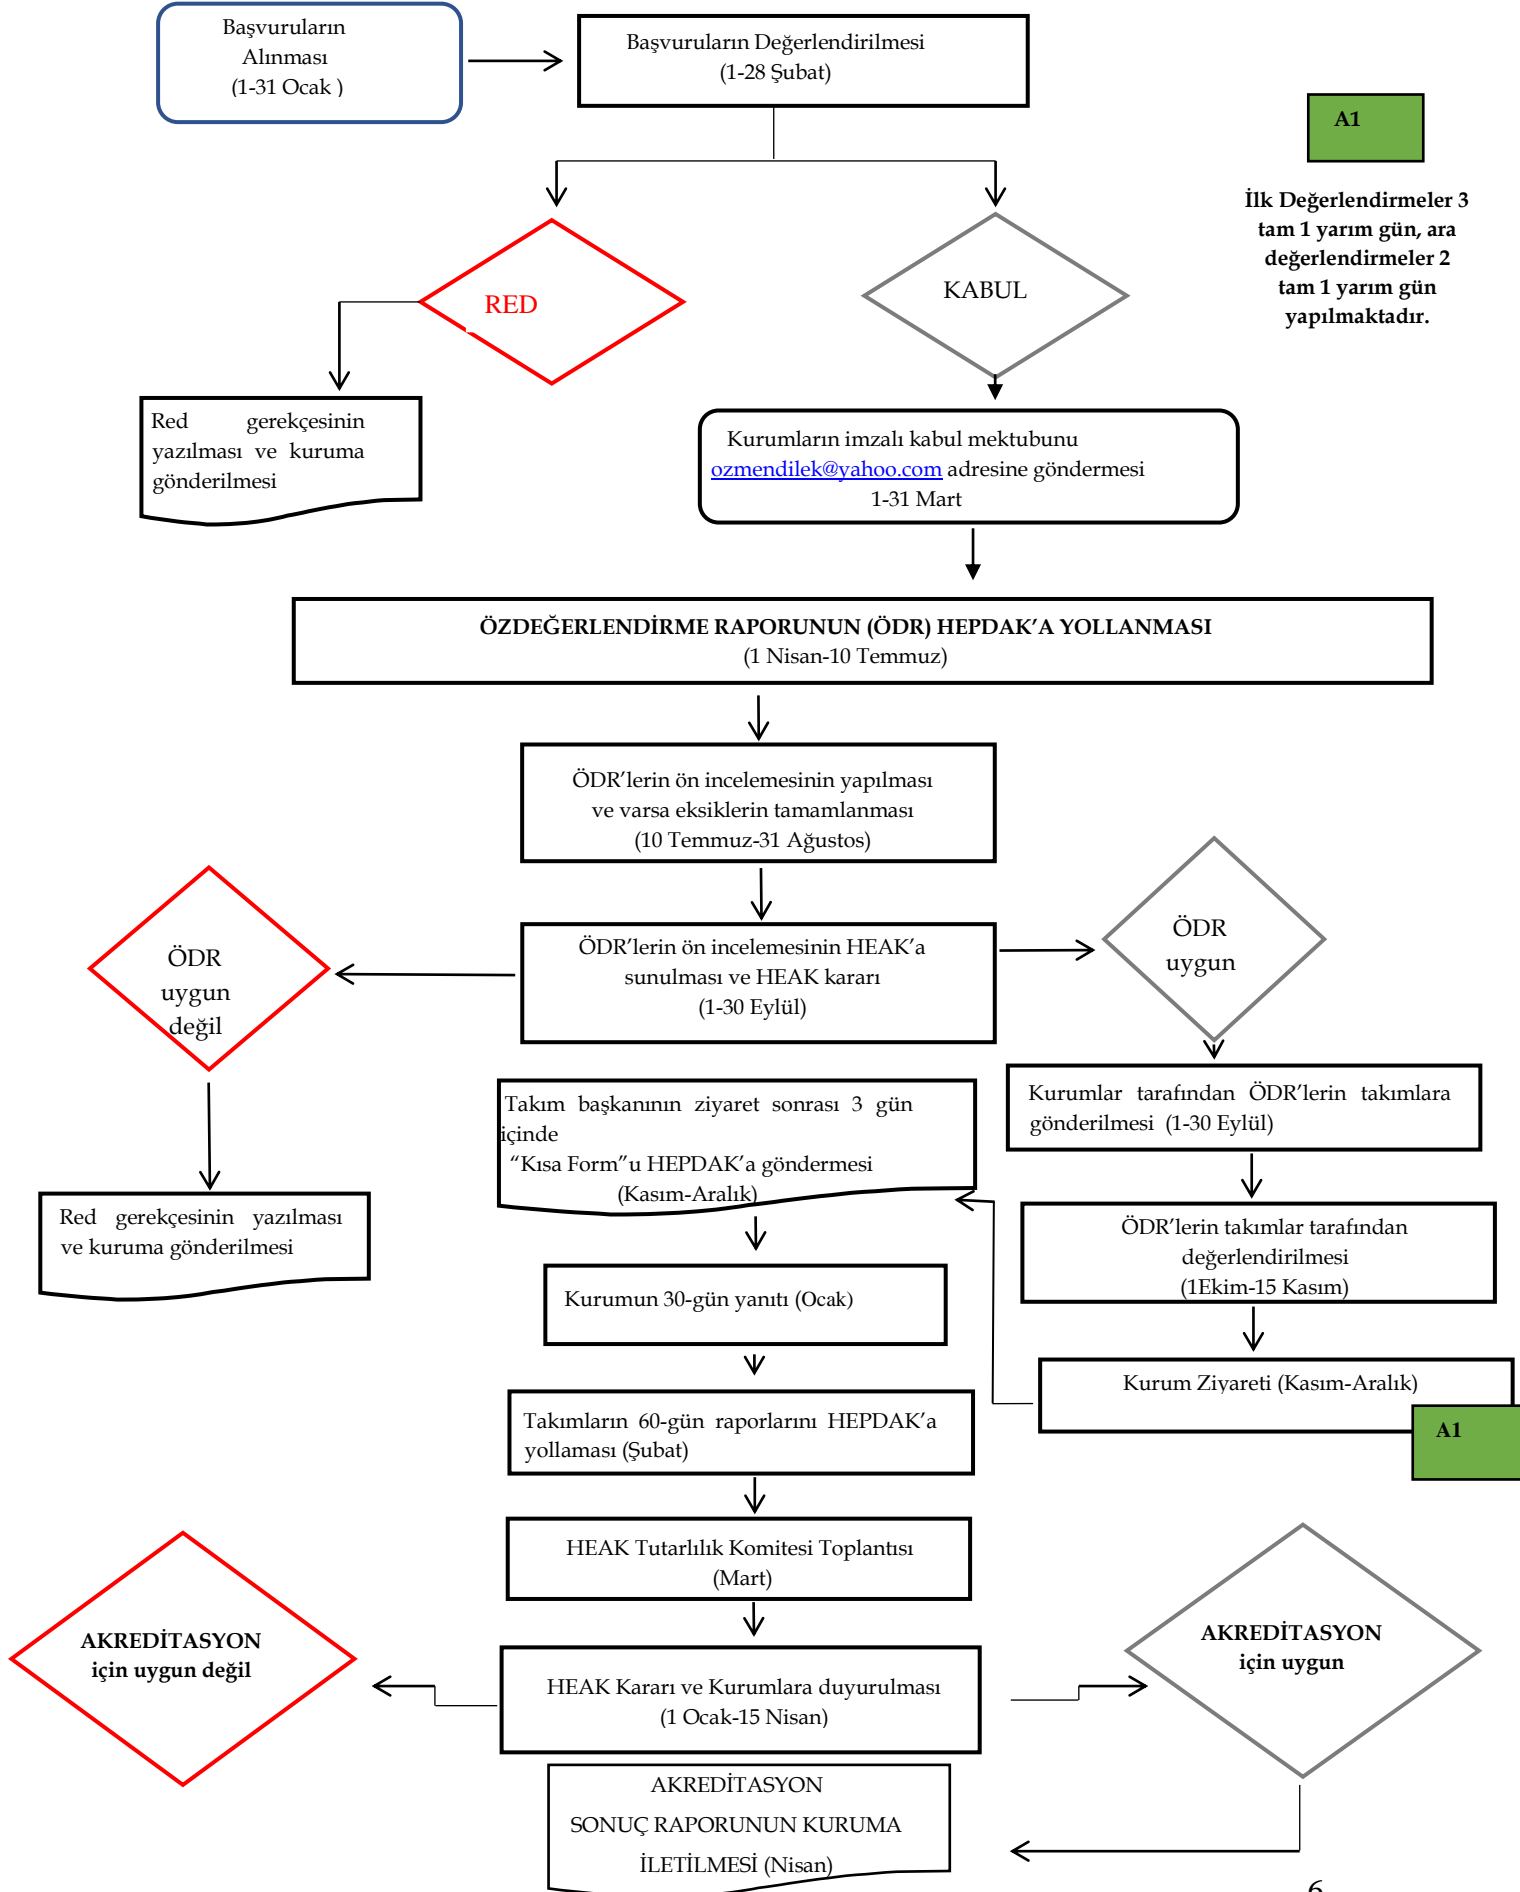 Başvuruların
Alınması
(1-31 Ocak )
Başvuruların Değerlendirilmesi
(1-28 Şubat)
A1
İlk Değerlendirmeler 3
tam 1 yarım gün, ara
değerlendirmeler 2
tam 1 yarım gün
yapılmaktadır.
RED
KABUL
Red gerekçesinin
yazılması ve kuruma
gönderilmesi
Kurumların imzalı kabul mektubunu
ozmendilek@yahoo.com adresine göndermesi
1-31 Mart
ÖZDEĞERLENDİRME RAPORUNUN (ÖDR) HEPDAK’A YOLLANMASI
(1 Nisan-10 Temmuz)
ÖDR’lerin ön incelemesinin yapılması
ve varsa eksiklerin tamamlanması
(10 Temmuz-31 Ağustos)
ÖDR
uygun
değil
ÖDR’lerin ön incelemesinin HEAK’a
sunulması ve HEAK kararı
(1-30 Eylül)
ÖDR
uygun
Red gerekçesinin yazılması
ve kuruma gönderilmesi
Takım başkanının ziyaret sonrası 3 gün
içinde
“Kısa Form”u HEPDAK’a göndermesi
(Kasım-Aralık)
Kurumlar tarafından ÖDR’lerin takımlara
gönderilmesi (1-30 Eylül)
ÖDR’lerin takımlar tarafından
değerlendirilmesi
(1Ekim-15 Kasım)
Kurumun 30-gün yanıtı (Ocak)
Kurum Ziyareti (Kasım-Aralık)
A1
Takımların 60-gün raporlarını HEPDAK’a
yollaması (Şubat)
HEAK Tutarlılık Komitesi Toplantısı
(Mart)
AKREDİTASYON
için uygun değil
HEAK Kararı ve Kurumlara duyurulması
(1 Ocak-15 Nisan)
AKREDİTASYON
için uygun
AKREDİTASYON
SONUÇ RAPORUNUN KURUMA
İLETİLMESİ (Nisan)
6